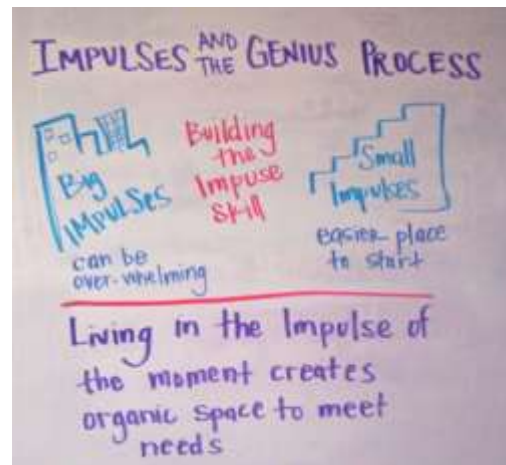 IMPULSES AND THE GENIUS PROCESS
Big
IMPULSES
can be
over-whelming
Building
the
Impuse
Skill
Small
Impulses
easier place
to start
Living in the Impulse of
the moment creates
organic space to meet
needs